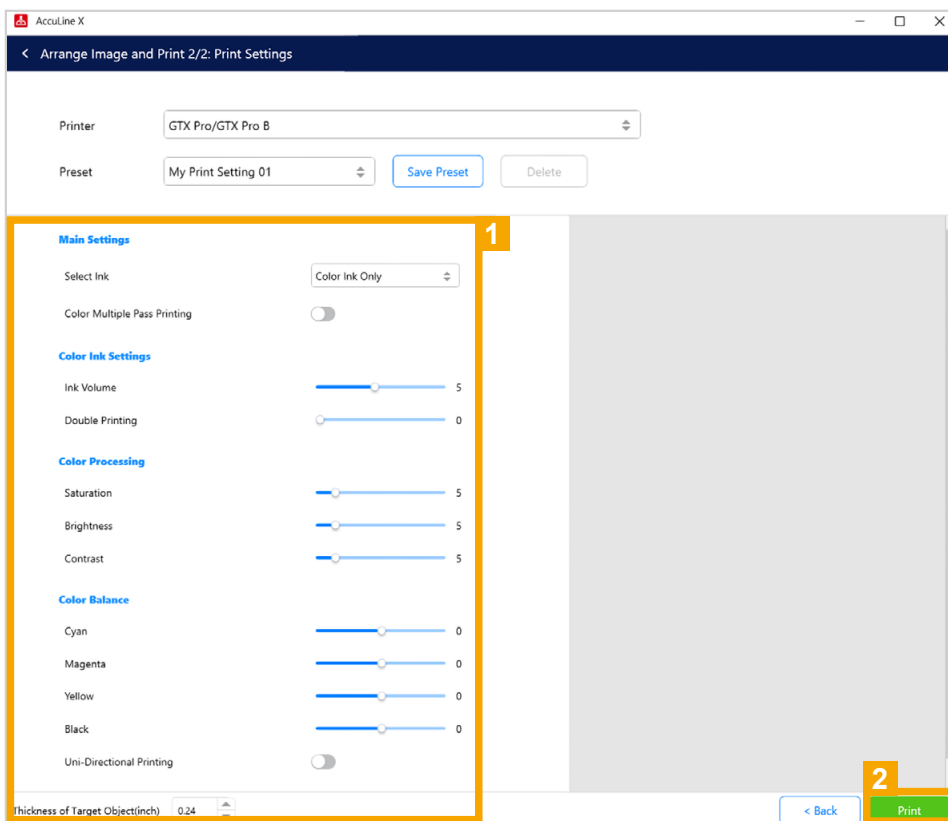 AccuLine X
< Arrange Image and Print 2/2: Print Settings
Printer GTX Pro/GTX Pro B
Preset My Print Setting 01 Save Preset Delete
1
Main Settings
Select Ink Color Ink Only
Color Multiple Pass Printing
Color Ink Settings
Ink Volume 5
Double Printing 0
Color Processing
Saturation 5
Brightness 5
Contrast 5
Color Balance
Cyan 0
Magenta 0
Yellow 0
Black 0
Uni-Directional Printing
2
Thickness of Target Object(inch) 0.24 < Back Print